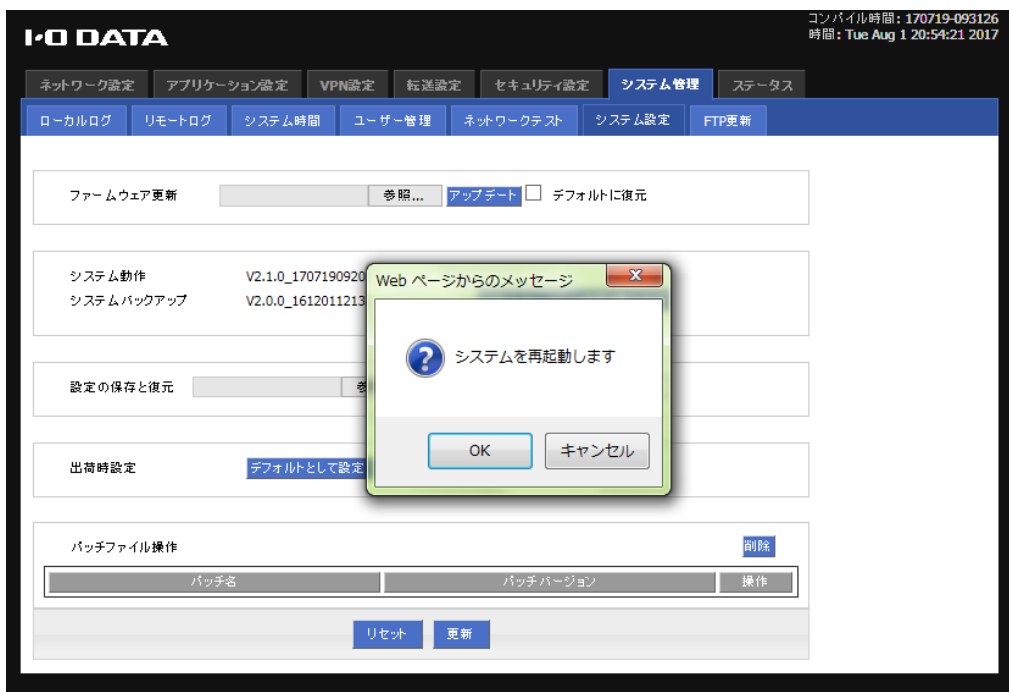 コンパイル時間: 170719-093126
I-O DATA
時間: Tue Aug 1 20:54:21 2017
ネットワーク設定 アプリケーション設定 VPN設定 転送設定 セキュリティ設定 システム管理 ステータス
ローカルログ リモートログ システム時間 ユーザー管理 ネットワークテスト システム設定 FTP更新
ファームウェア更新 参照... アップデート デフォルトに復元
システム動作 V2.1.0_1707190920
システムバックアップ V2.0.0_1612011213
Web ページからのメッセージ
システムを再起動します
OK キャンセル
設定の保存と復元
出荷時設定 デフォルトとして設定
パッチファイル操作 削除
パッチ名 パッチバージョン 操作
リセット 更新